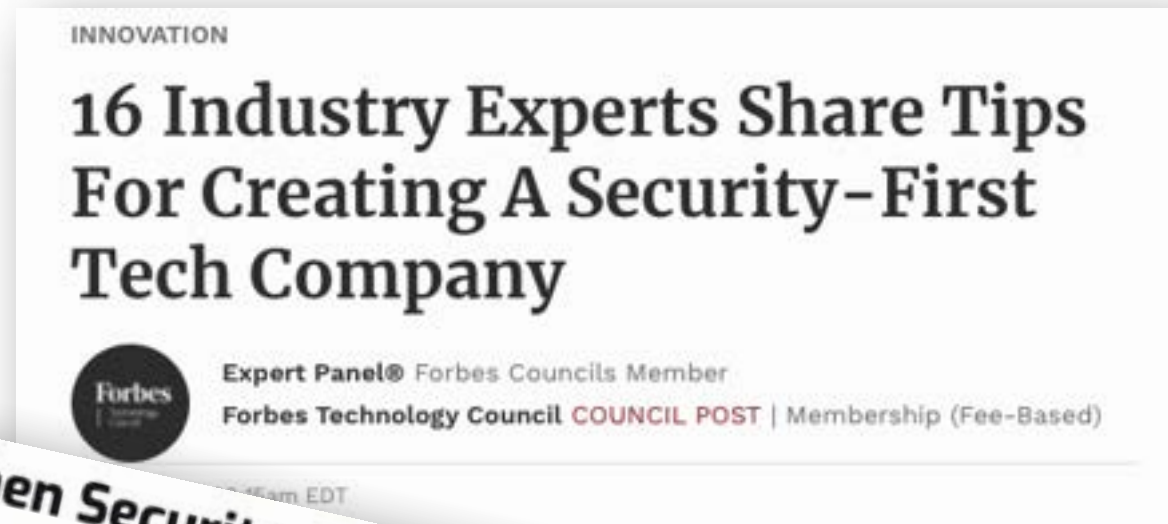 INNOVATION
16 Industry Experts Share Tips
For Creating A Security-First
Tech Company
Forbes
Expert Panel® Forbes Councils Member
Forbes Technology Council COUNCIL POST | Membership (Fee-Based)
EDT